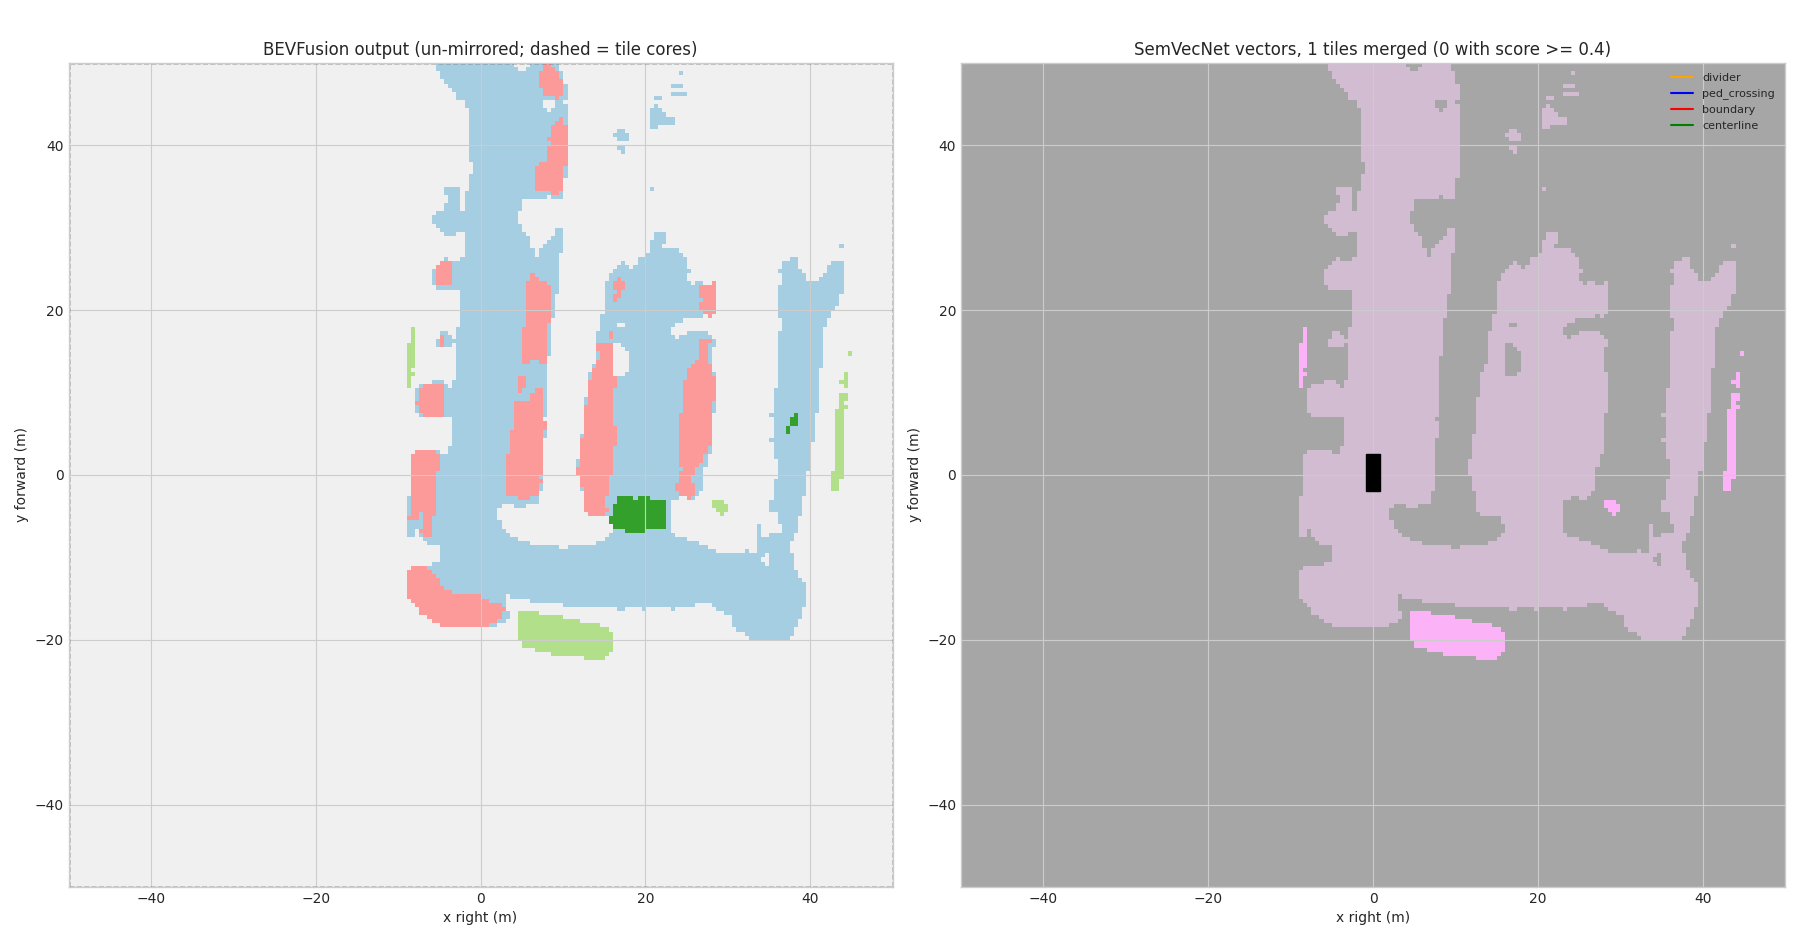 BEVFusion output (un-mirrored; dashed = tile cores)
40
20
0
−20
−40
y forward (m)
−40
−20
0
20
40
x right (m)
SemVecNet vectors, 1 tiles merged (0 with score >= 0.4)
divider
ped_crossing
boundary
centerline
40
20
0
−20
−40
y forward (m)
−40
−20
0
20
40
x right (m)